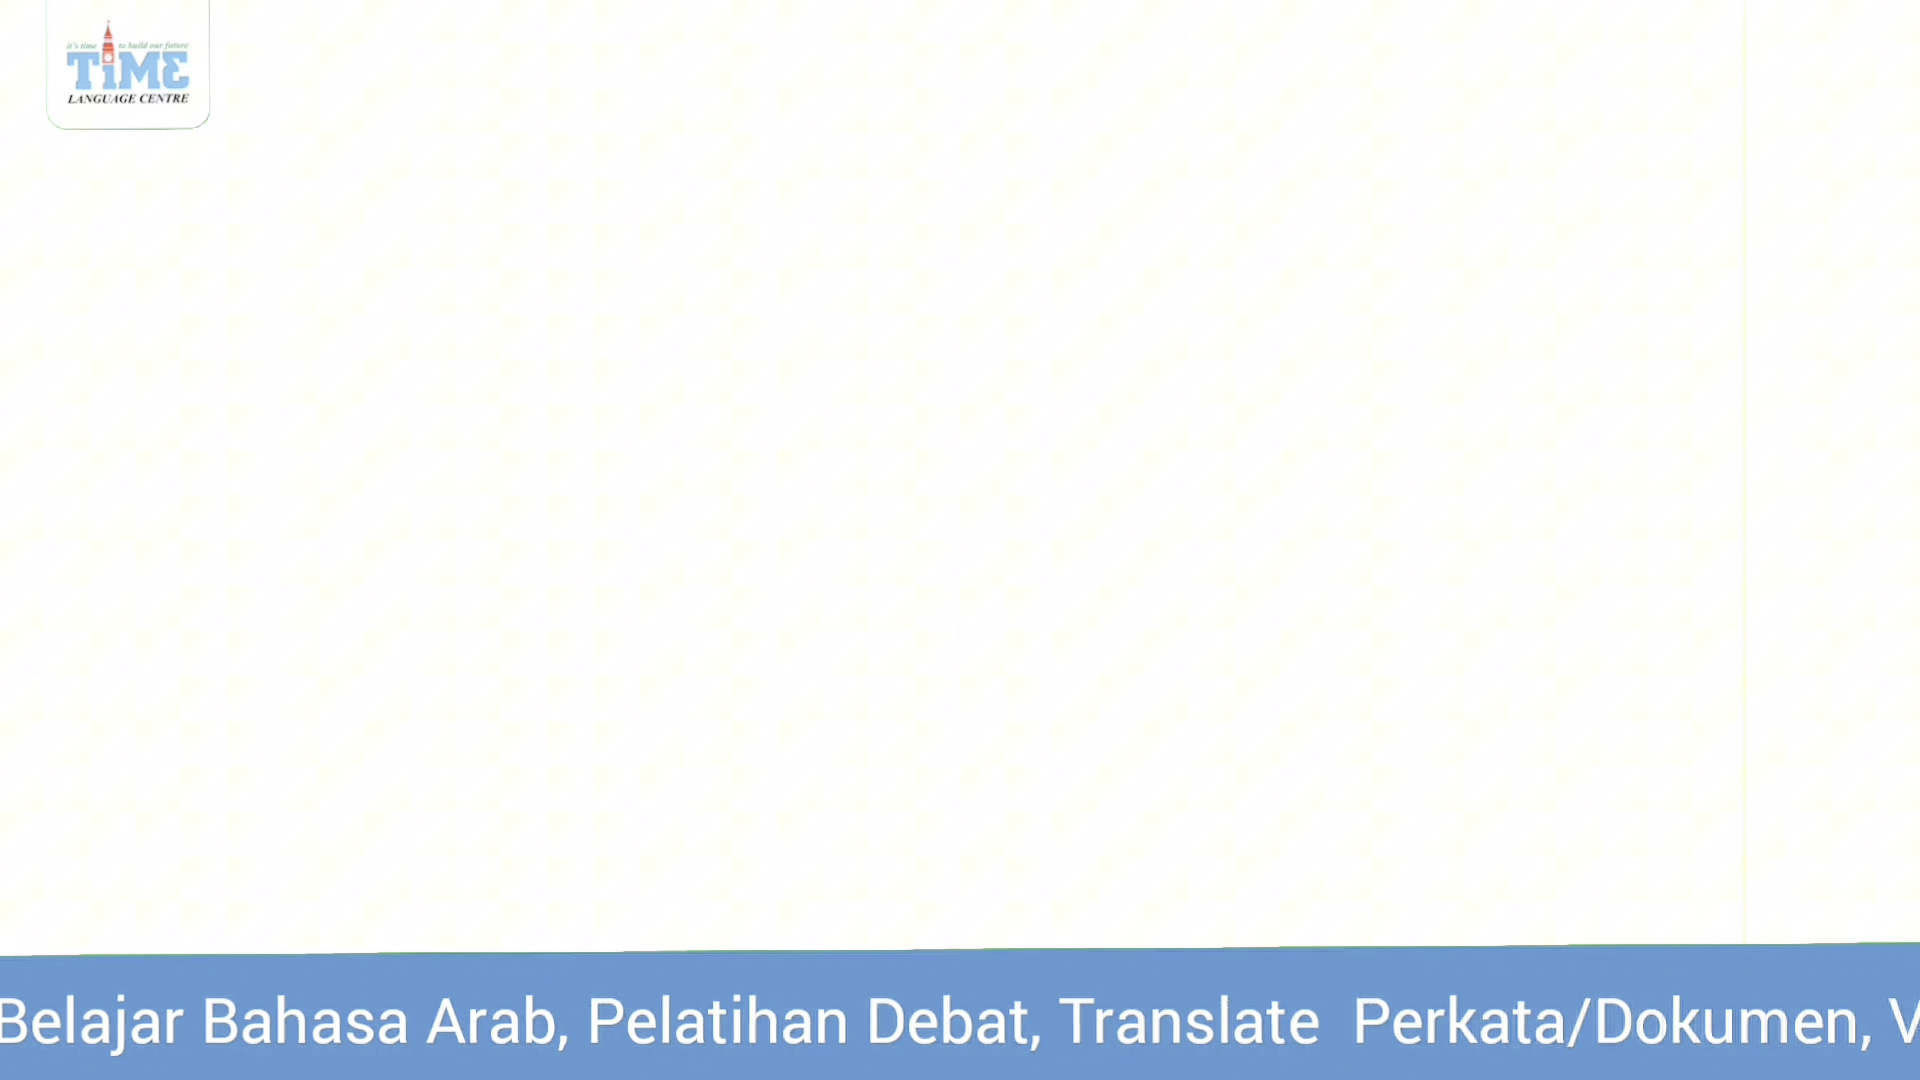 it's time to build our future
TiME
LANGUAGE CENTRE
Belajar Bahasa Arab, Pelatihan Debat, Translate Perkata/Dokumen, V